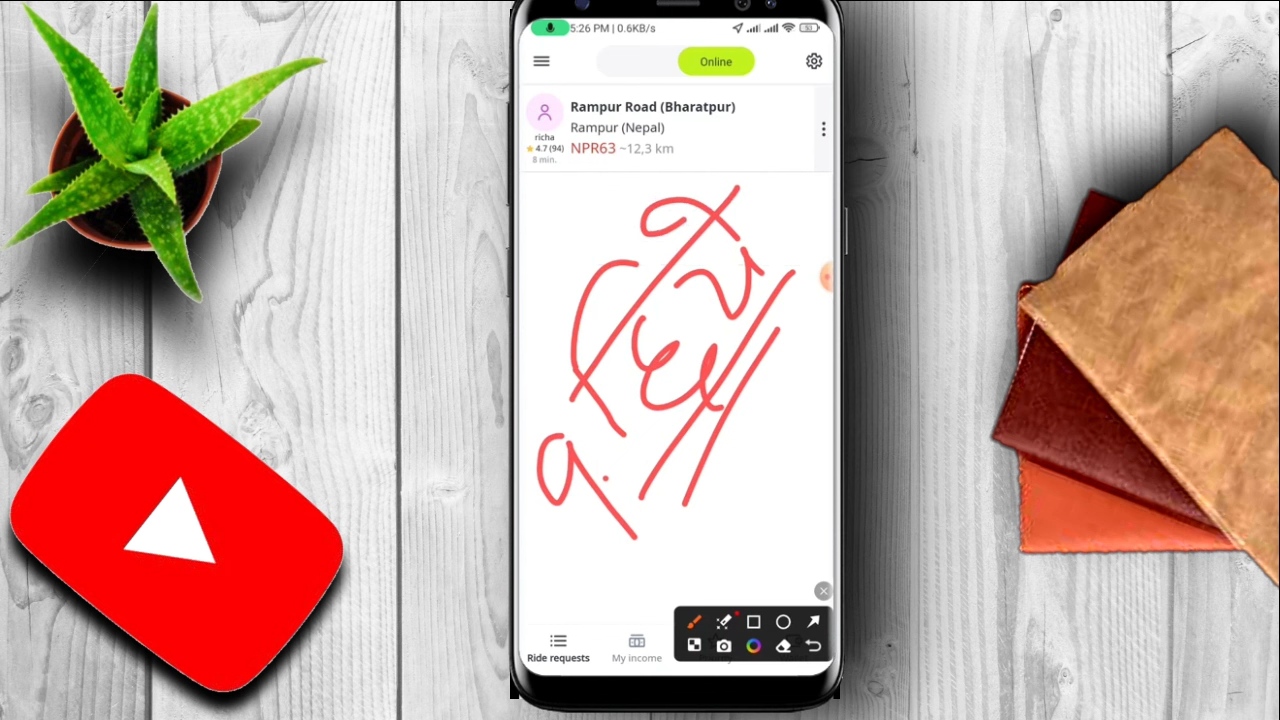 5:26 PM | 0.6KB/s
Online
Rampur Road (Bharatpur)
Rampur (Nepal)
richa
4.7 (94)
NPR63 ~12,3 km
8 min.
Ride requests
My income